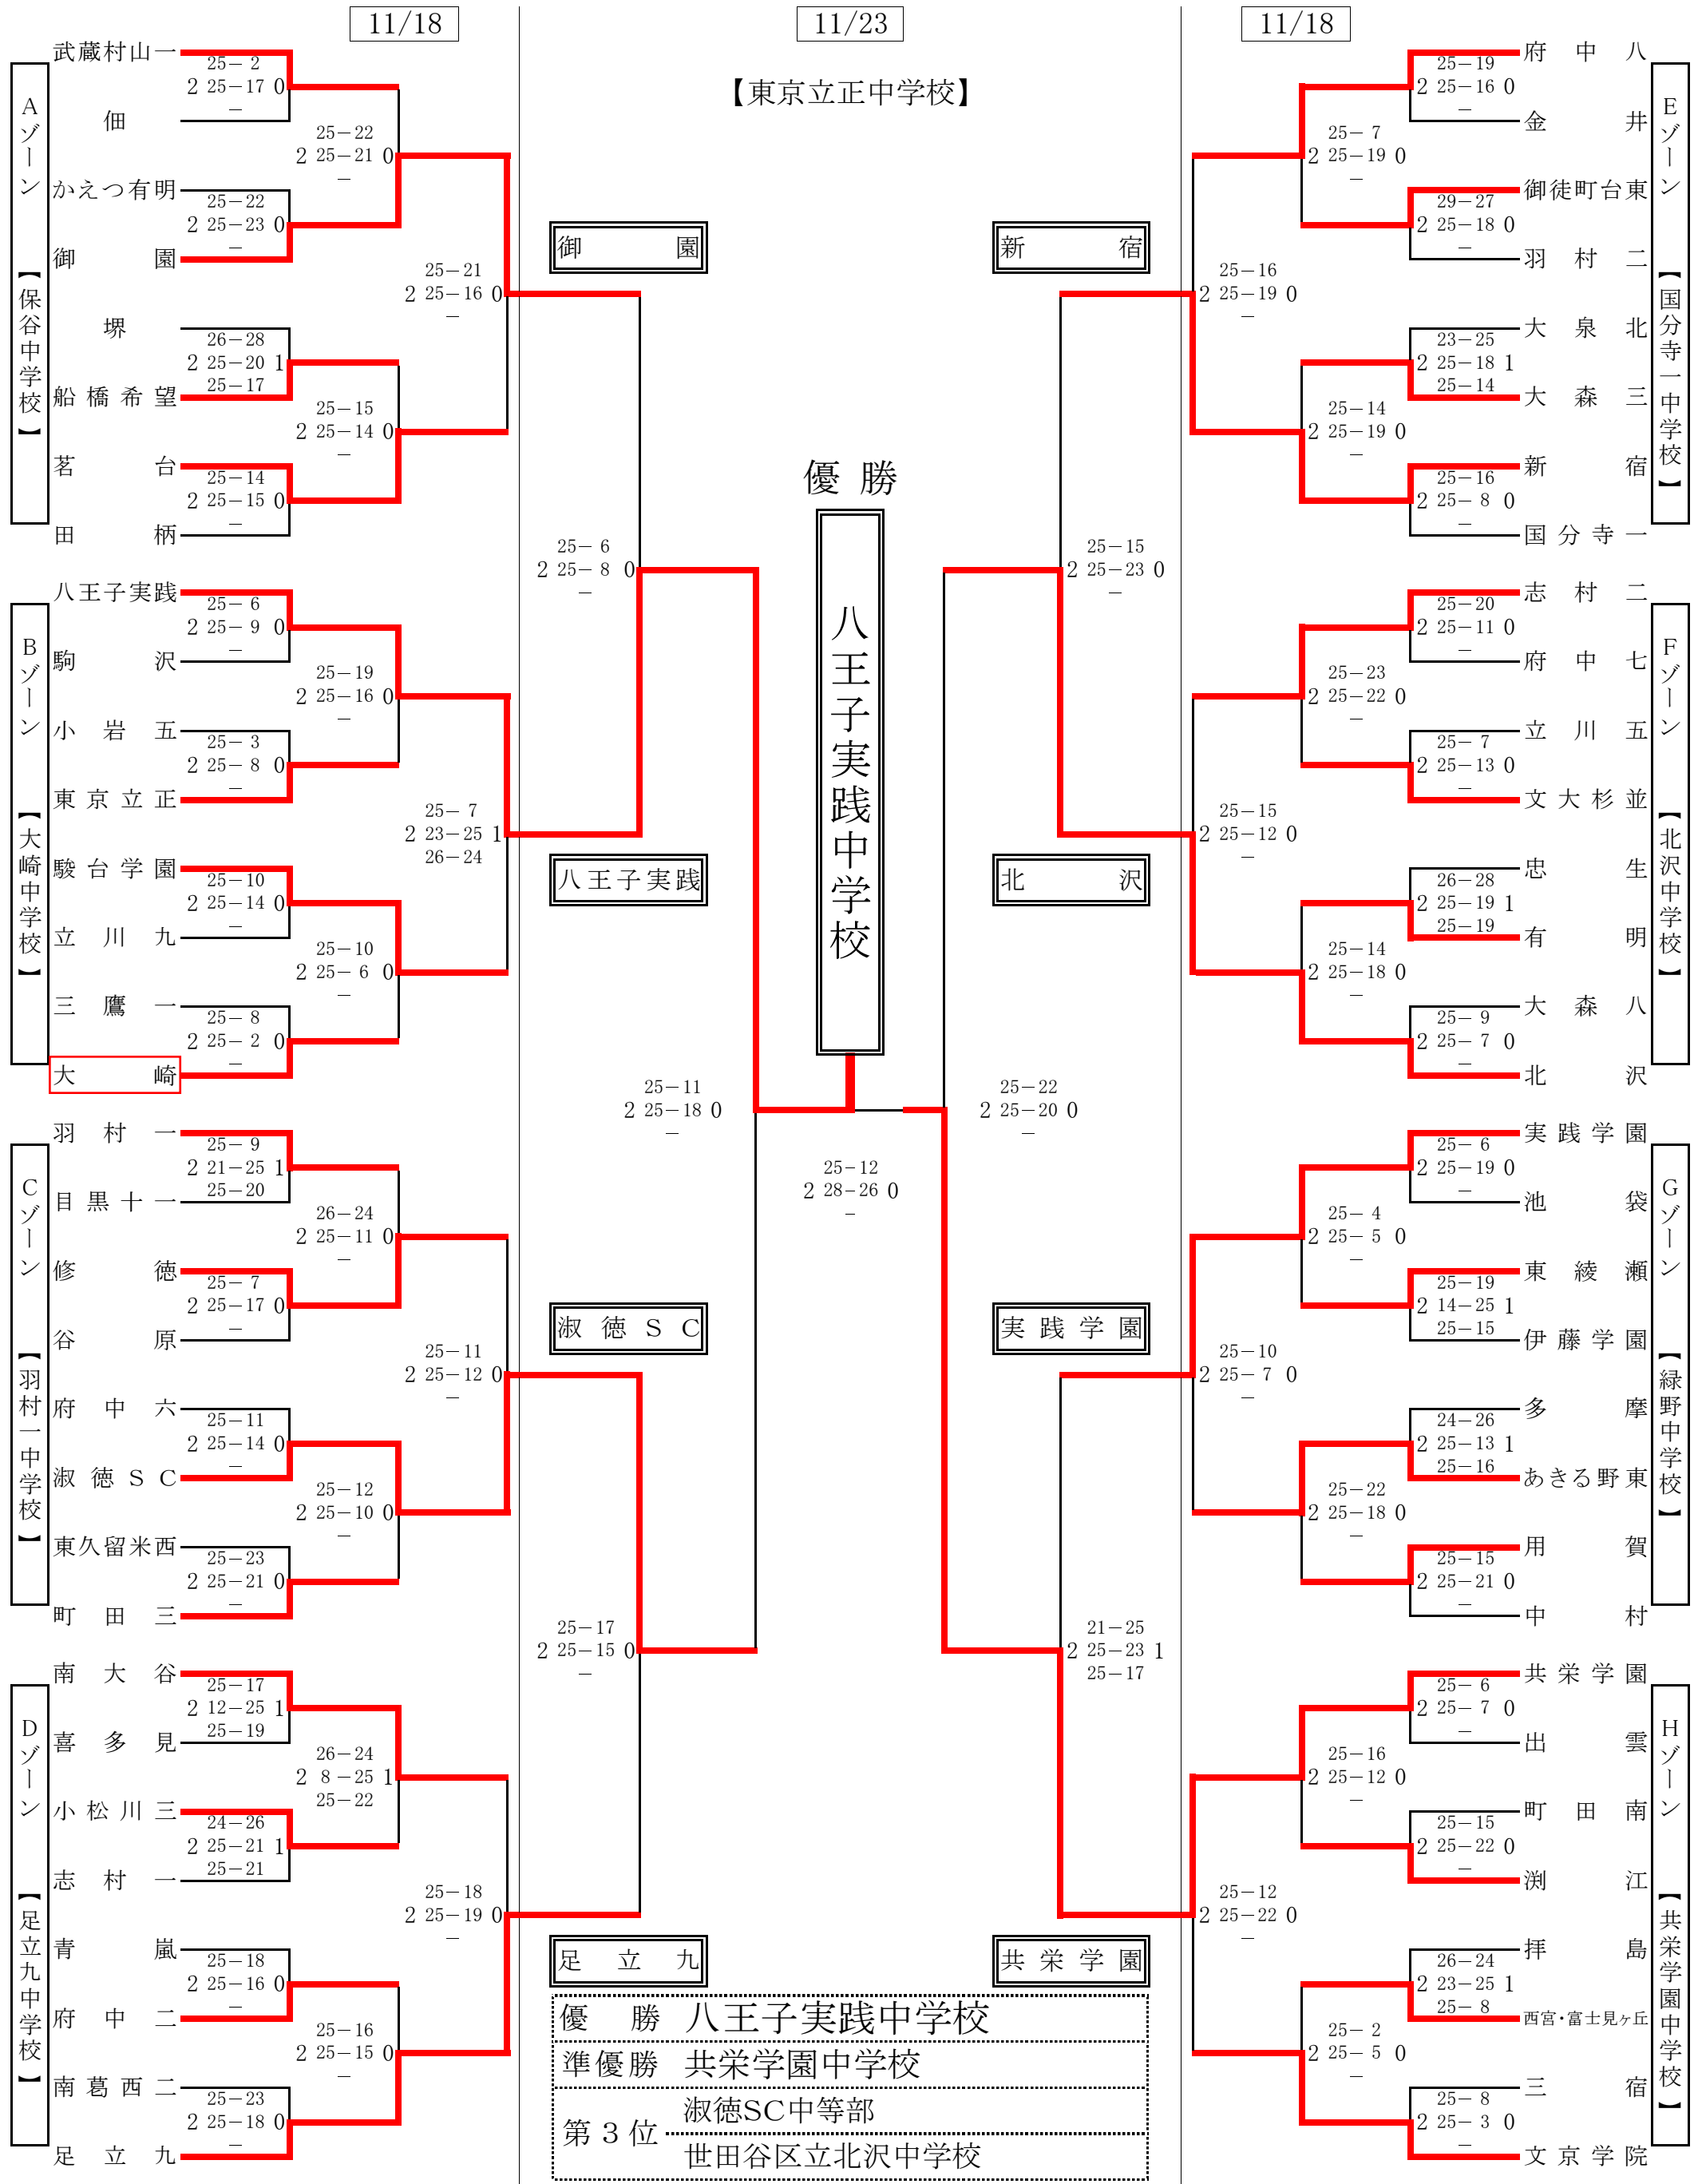 11/18
11/23
11/18
【東京立正中学校】
Aゾーン 【保谷中学校】
武蔵村山一
25－ 2
2 25－17 0
－
佃
25－22
2 25－21 0
－
かえつ有明
25－22
2 25－23 0
－
御園
25－21
2 25－16 0
－
堺
26－28
2 25－20 1
25－17
船橋希望
25－15
2 25－14 0
－
茗台
25－14
2 25－15 0
－
田柄
Bゾーン 【大崎中学校】
八王子実践
25－ 6
2 25－ 9 0
－
駒沢
25－19
2 25－16 0
－
小岩五
25－ 3
2 25－ 8 0
－
東京立正
25－ 7
2 23－25 1
26－24
駿台学園
25－10
2 25－14 0
－
立川九
25－10
2 25－ 6 0
－
三鷹一
25－ 8
2 25－ 2 0
－
大崎
Cゾーン 【羽村一中学校】
羽村一
25－ 9
2 21－25 1
25－20
目黒十一
26－24
2 25－11 0
－
修徳
25－ 7
2 25－17 0
－
谷原
25－11
2 25－12 0
－
府中六
25－11
2 25－14 0
－
淑徳SC
25－12
2 25－10 0
－
東久留米西
25－23
2 25－21 0
－
町田三
Dゾーン 【足立九中学校】
南大谷
25－17
2 12－25 1
25－19
喜多見
26－24
2 8 －25 1
25－22
小松川三
24－26
2 25－21 1
25－21
志村一
25－18
2 25－19 0
－
青嵐
25－18
2 25－16 0
－
府中二
25－16
2 25－15 0
－
南葛西二
25－23
2 25－18 0
－
足立九
御園
25－ 6
2 25－ 8 0
－
八王子実践
25－11
2 25－18 0
－
淑徳SC
25－17
2 25－15 0
－
足立九
優勝
八王子実践中学校
25－12
2 28－26 0
－
新宿
25－15
2 25－23 0
－
北沢
25－22
2 25－20 0
－
実践学園
21－25
2 25－23 1
25－17
共栄学園
Eゾーン 【国分寺一中学校】
府中八
25－19
2 25－16 0
－
金井
25－ 7
2 25－19 0
－
御徒町台東
29－27
2 25－18 0
－
羽村二
25－16
2 25－19 0
－
大泉北
23－25
2 25－18 1
25－14
大森三
25－14
2 25－19 0
－
新宿
25－16
2 25－ 8 0
－
国分寺一
Fゾーン 【北沢中学校】
志村二
25－20
2 25－11 0
－
府中七
25－23
2 25－22 0
－
立川五
25－ 7
2 25－13 0
－
文大杉並
25－15
2 25－12 0
－
忠生
26－28
2 25－19 1
25－19
有明
25－14
2 25－18 0
－
大森八
25－ 9
2 25－ 7 0
－
北沢
Gゾーン 【緑野中学校】
実践学園
25－ 6
2 25－19 0
－
池袋
25－ 4
2 25－ 5 0
－
東綾瀬
25－19
2 14－25 1
25－15
伊藤学園
25－10
2 25－ 7 0
－
多摩
24－26
2 25－13 1
25－16
あきる野東
25－22
2 25－18 0
－
用賀
25－15
2 25－21 0
－
中村
Hゾーン 【共栄学園中学校】
共栄学園
25－ 6
2 25－ 7 0
－
出雲
25－16
2 25－12 0
－
町田南
25－15
2 25－22 0
－
渕江
25－12
2 25－22 0
－
拝島
26－24
2 23－25 1
25－ 8
西宮・富士見ヶ丘
25－ 2
2 25－ 5 0
－
三宿
25－ 8
2 25－ 3 0
－
文京学院
優勝 八王子実践中学校
準優勝 共栄学園中学校
第３位 淑徳SC中等部
世田谷区立北沢中学校